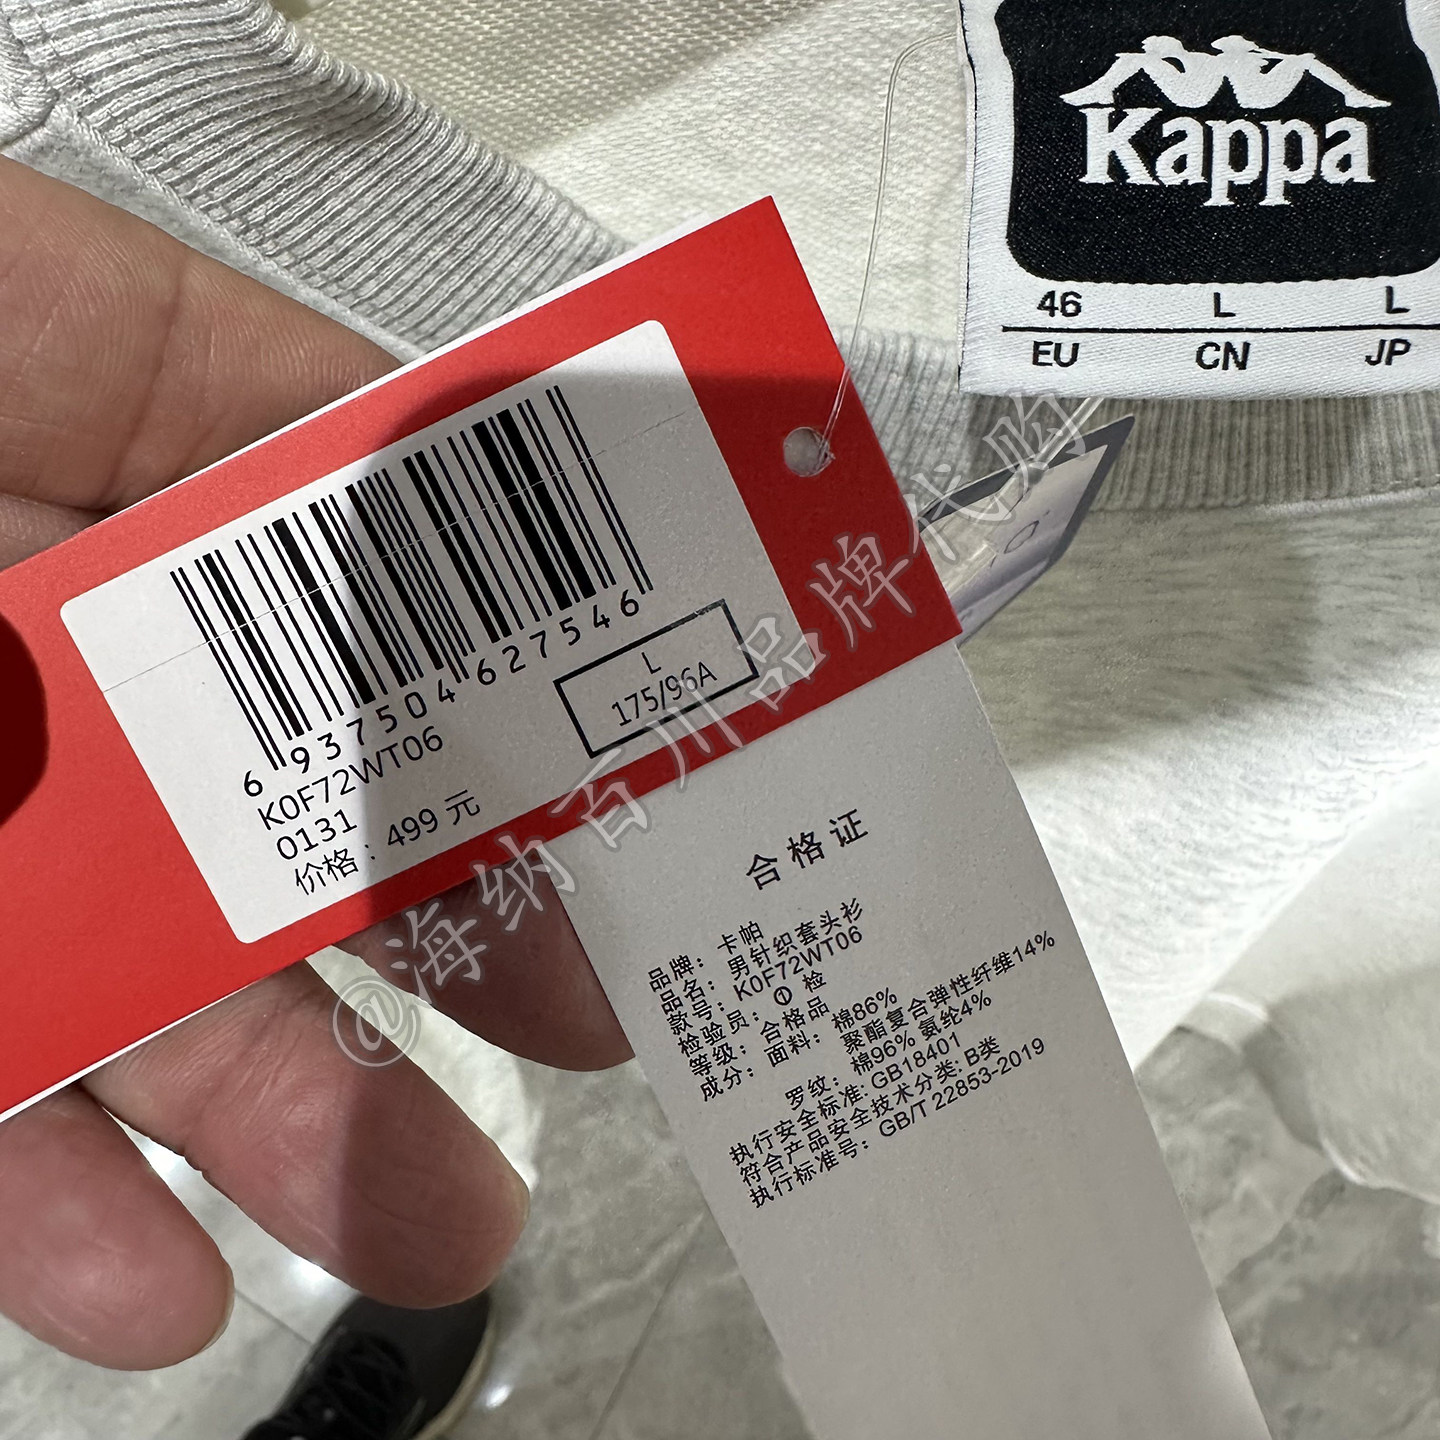 Kappa
46 L L
EU CN JP
6 937504 627546
L
175/96A
K0F72WT06
0131
价格：499 元
合格证
品牌：卡帕
品名：男针织套头衫
款号：K0F72WT06
检验员：① 检
等级：合格品
成分：面料：棉86%
聚酯复合弹性纤维14%
罗纹：棉96% 氨纶4%
执行安全标准: GB18401
符合产品安全技术分类: B类
执行标准号：GB/T 22853-2019
@海纳百川品牌代购